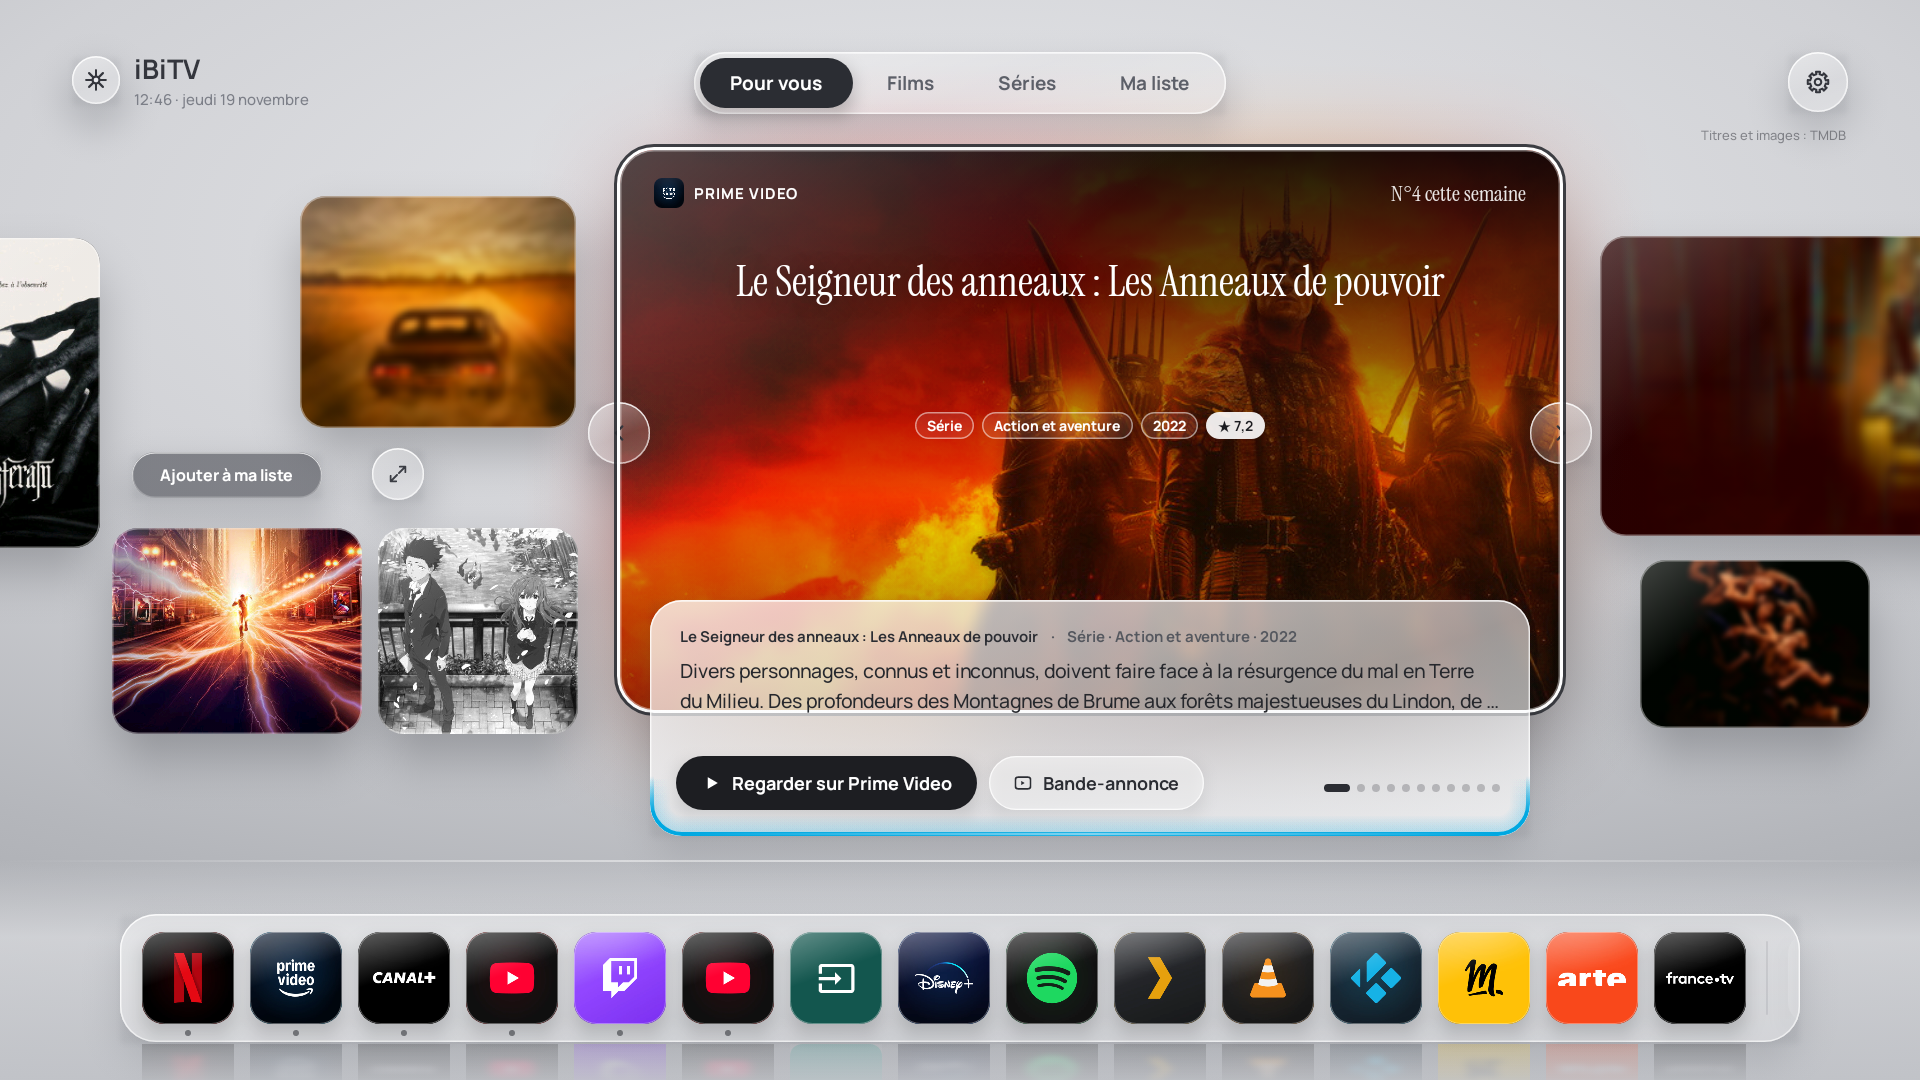 iBiTV
12:46 · jeudi 19 novembre
Pour vous
Films
Séries
Ma liste
Titres et images : TMDB
PRIME VIDEO
N°4 cette semaine
Le Seigneur des anneaux : Les Anneaux de pouvoir
Série
Action et aventure
2022
★ 7,2
à l'obscurité
Ajouter à ma liste
Le Seigneur des anneaux : Les Anneaux de pouvoir · Série · Action et aventure · 2022
Divers personnages, connus et inconnus, doivent faire face à la résurgence du mal en Terre
du Milieu. Des profondeurs des Montagnes de Brume aux forêts majestueuses du Lindon, de ...
Regarder sur Prime Video
Bande-annonce
N
prime
video
CANAL+
Disney+
M
arte
france•tv